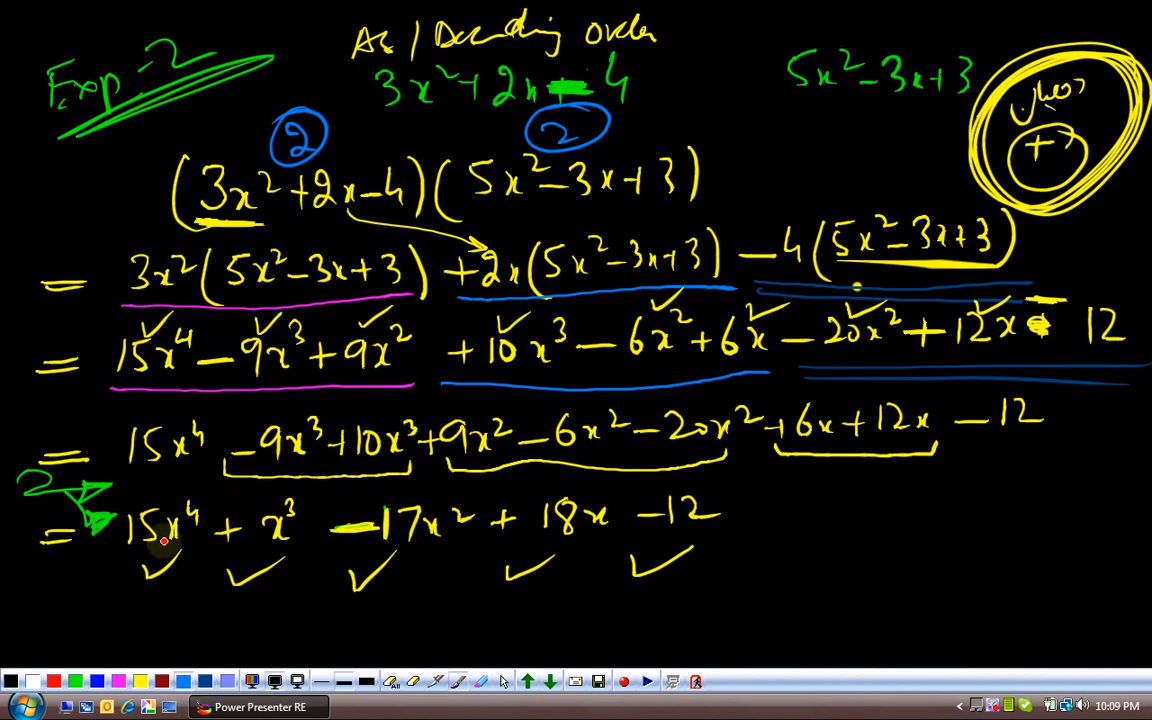 Exp-2
As / Decending order
3x² + 2x - 4
5x² - 3x + 3
2
2
+
(3x² + 2x - 4) (5x² - 3x + 3)
= 3x² (5x² - 3x + 3) + 2x (5x² - 3x + 3) - 4 (5x² - 3x + 3)
= 15x⁴ - 9x³ + 9x² + 10x³ - 6x² + 6x - 20x² + 12x - 12
= 15x⁴ - 9x³ + 10x³ + 9x² - 6x² - 20x² + 6x + 12x - 12
= 15x⁴ + x³ - 17x² + 18x - 12
Power Presenter RE
10:09 PM